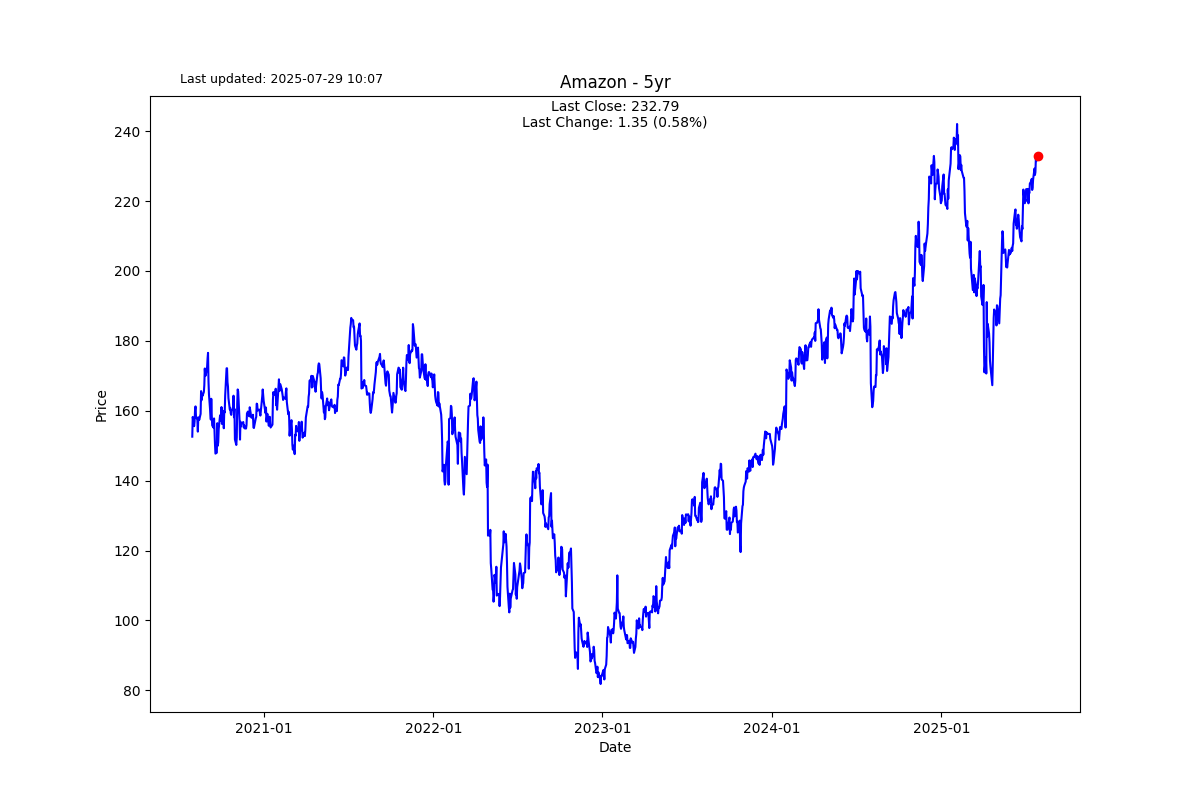 Last updated: 2025-07-29 10:07
Amazon - 5yr
Last Close: 232.79
Last Change: 1.35 (0.58%)
240
220
200
180
160
140
120
100
80
Price
2021-01
2022-01
2023-01
2024-01
2025-01
Date